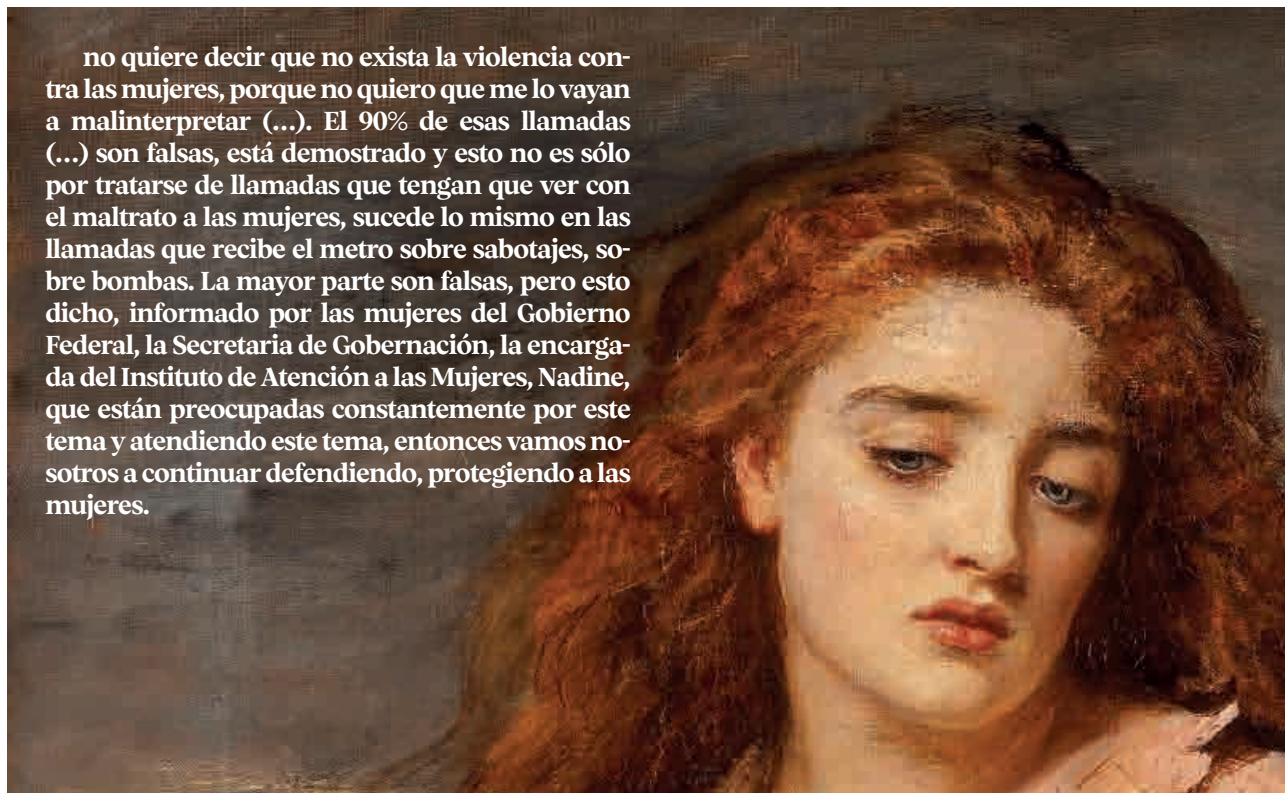 no quiere decir que no exista la violencia con-
tra las mujeres, porque no quiero que me lo vayan
a malinterpretar (...). El 90% de esas llamadas
(...) son falsas, está demostrado y esto no es sólo
por tratarse de llamadas que tengan que ver con
el maltrato a las mujeres, sucede lo mismo en las
llamadas que recibe el metro sobre sabotajes, so-
bre bombas. La mayor parte son falsas, pero esto
dicho, informado por las mujeres del Gobierno
Federal, la Secretaria de Gobernación, la encarga-
da del Instituto de Atención a las Mujeres, Nadine,
que están preocupadas constantemente por este
tema y atendiendo este tema, entonces vamos no-
sotros a continuar defendiendo, protegiendo a las
mujeres.